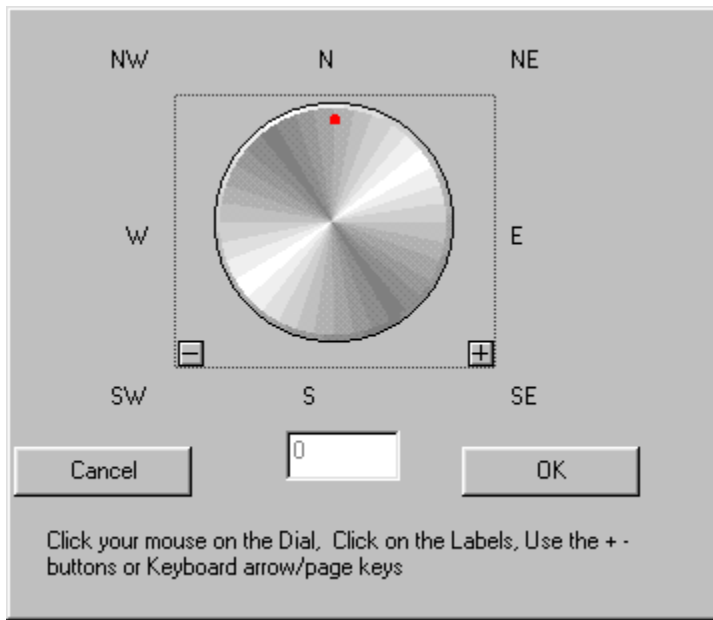 NW N NE
W E
− +
SW S SE
0
Cancel OK
Click your mouse on the Dial,  Click on the Labels, Use the + -
buttons or Keyboard arrow/page keys